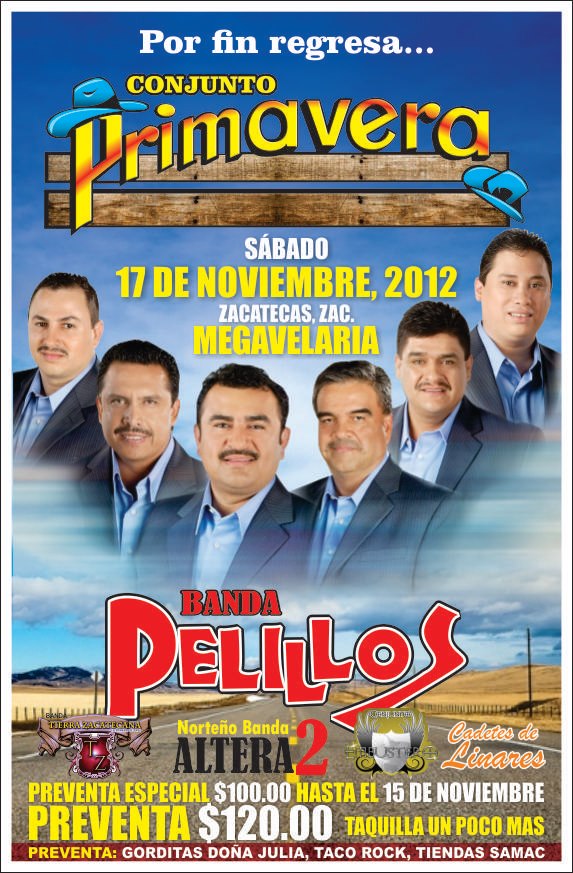 Por fin regresa...
CONJUNTO
Primavera
SÁBADO
17 DE NOVIEMBRE, 2012
ZACATECAS, ZAC.
MEGAVELARIA
BANDA
PELILLOS
BANDA
TIERRA ZACATECANA
TZ
Norteño Banda
ALTERA2
Cadetes de
Linares
PREVENTA ESPECIAL $100.00 HASTA EL 15 DE NOVIEMBRE
PREVENTA $120.00 TAQUILLA UN POCO MAS
PREVENTA: GORDITAS DOÑA JULIA, TACO ROCK, TIENDAS SAMAC